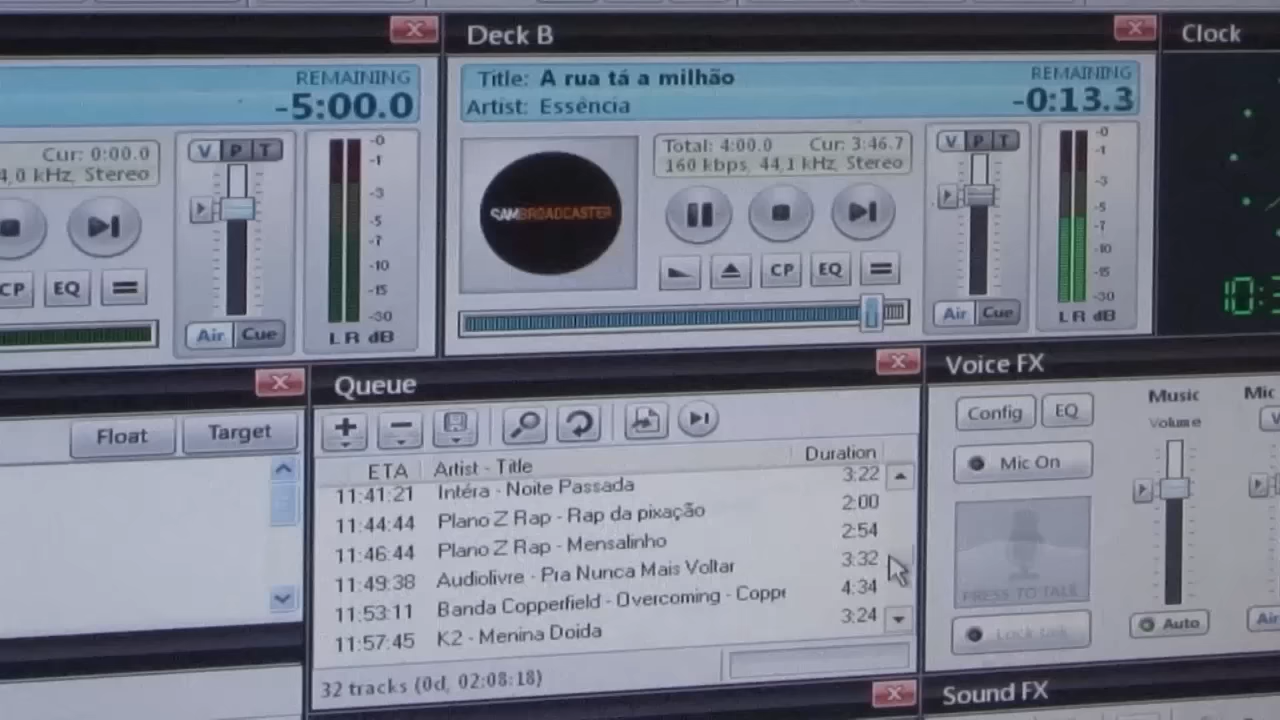 Deck B
Clock
REMAINING
-5:00.0
Title: A rua tá a milhão
Artist: Essência
REMAINING
-0:13.3
Cur: 0:00.0
4,0 kHz, Stereo
V P T
-0
-1
-3
-5
-7
-10
-15
-30
L R dB
CP
EQ
Air Cue
SAMBROADCASTER
Total: 4:00.0 Cur: 3:46.7
160 kbps, 44,1 kHz, Stereo
CP
EQ
V P T
Air Cue
-0
-1
-3
-5
-7
-10
-15
-30
L R dB
Float
Target
Queue
ETA Artist - Title Duration
11:41:21 Intéra - Noite Passada 3:22
11:44:44 Plano Z Rap - Rap da pixação 2:00
11:46:44 Plano Z Rap - Mensalinho 2:54
11:49:38 Audiolivre - Pra Nunca Mais Voltar 3:32
11:53:11 Banda Copperfield - Overcoming - Coppe 4:34
11:57:45 K2 - Menina Doida 3:24
32 tracks (0d, 02:08:18)
Voice FX
Config
EQ
Mic On
PRESS TO TALK
Music
Volume
Auto
Mic
Air
Sound FX